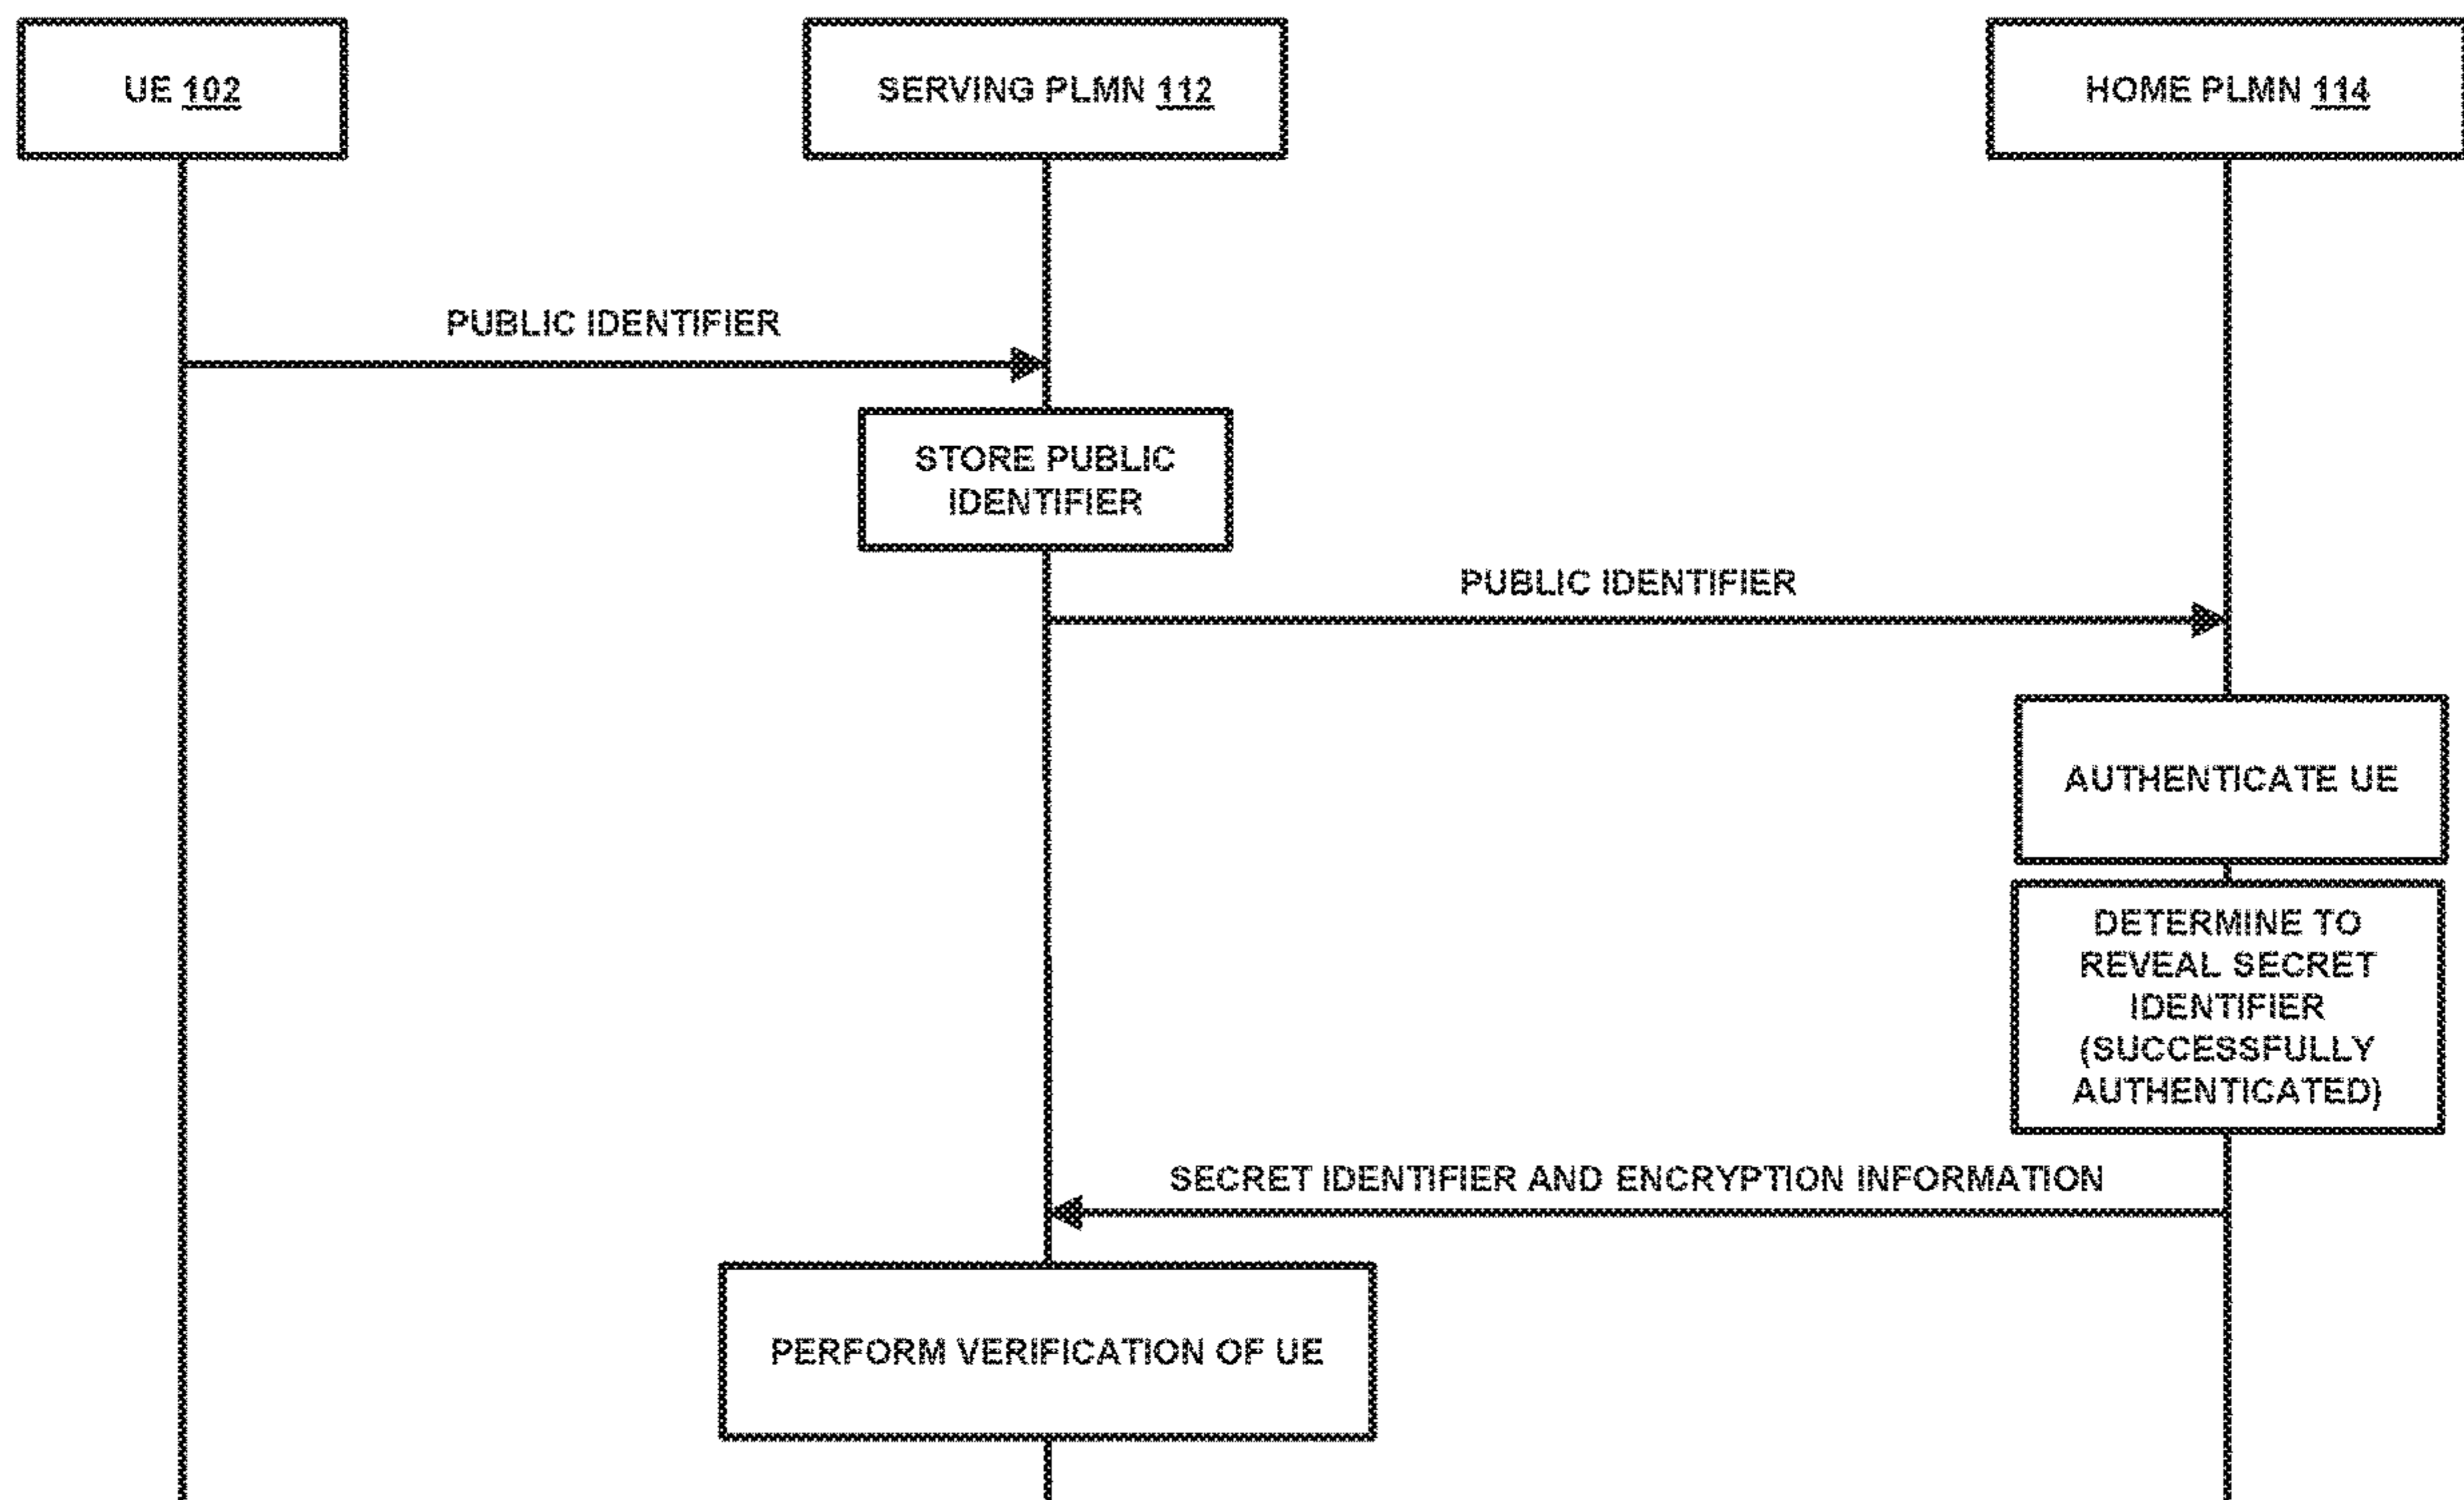 UE 102
SERVING PLMN 112
HOME PLMN 114
PUBLIC IDENTIFIER
STORE PUBLIC
IDENTIFIER
PUBLIC IDENTIFIER
AUTHENTICATE UE
DETERMINE TO
REVEAL SECRET
IDENTIFIER
(SUCCESSFULLY
AUTHENTICATED)
SECRET IDENTIFIER AND ENCRYPTION INFORMATION
PERFORM VERIFICATION OF UE